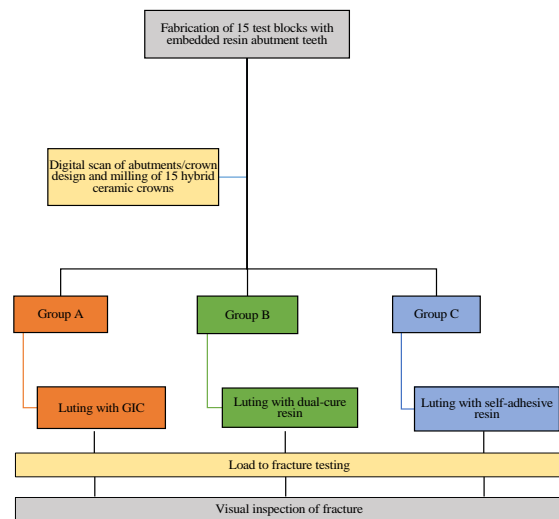 Fabrication of 15 test blocks with
embedded resin abutment teeth
Digital scan of abutments/crown
design and milling of 15 hybrid
ceramic crowns
Group A
Group B
Group C
Luting with GIC
Luting with dual-cure
resin
Luting with self-adhesive
resin
Load to fracture testing
Visual inspection of fracture